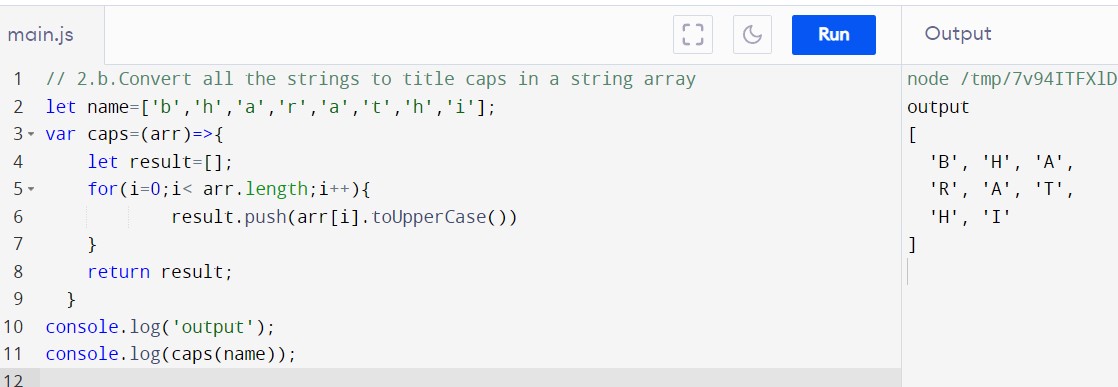 main.js
Run
Output
1 // 2.b.Convert all the strings to title caps in a string array
2 let name=['b','h','a','r','a','t','h','i'];
3 var caps=(arr)=>{
4 let result=[];
5 for(i=0;i< arr.length;i++){
6 result.push(arr[i].toUpperCase())
7 }
8 return result;
9 }
10 console.log('output');
11 console.log(caps(name));
12
node /tmp/7v94ITFXlD
output
[
'B', 'H', 'A',
'R', 'A', 'T',
'H', 'I'
]